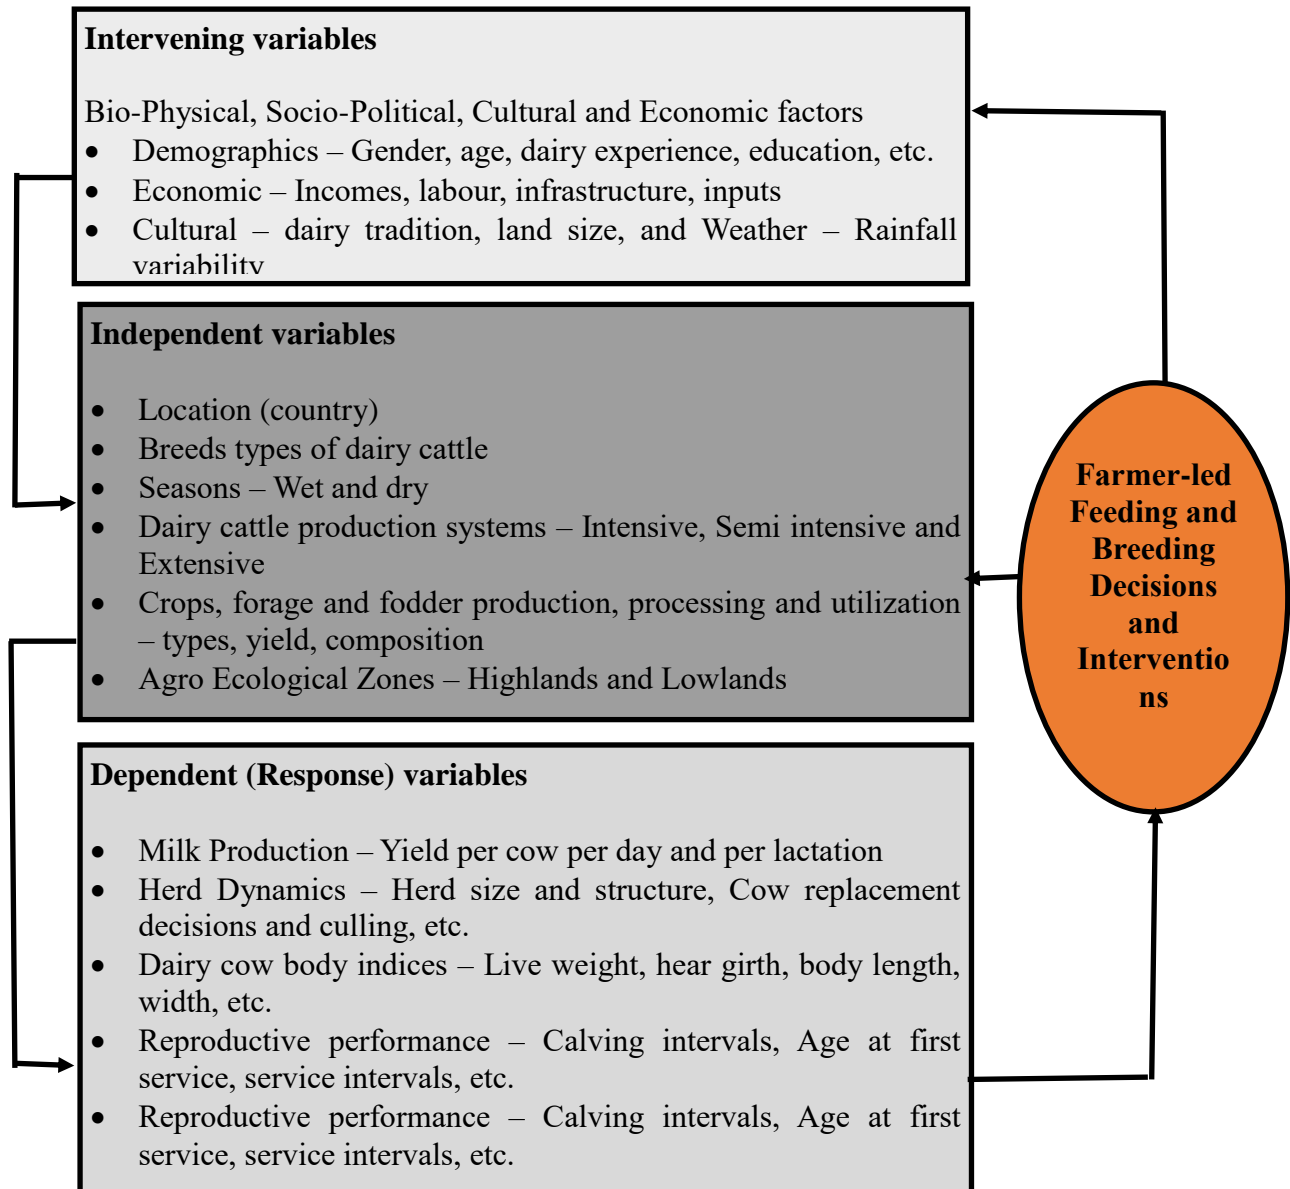 Intervening variables
Bio-Physical, Socio-Political, Cultural and Economic factors
• Demographics – Gender, age, dairy experience, education, etc.
• Economic – Incomes, labour, infrastructure, inputs
• Cultural – dairy tradition, land size, and Weather – Rainfall
variability
Independent variables
• Location (country)
• Breeds types of dairy cattle
• Seasons – Wet and dry
• Dairy cattle production systems – Intensive, Semi intensive and
Extensive
• Crops, forage and fodder production, processing and utilization
– types, yield, composition
• Agro Ecological Zones – Highlands and Lowlands
Dependent (Response) variables
• Milk Production – Yield per cow per day and per lactation
• Herd Dynamics – Herd size and structure, Cow replacement
decisions and culling, etc.
• Dairy cow body indices – Live weight, hear girth, body length,
width, etc.
• Reproductive performance – Calving intervals, Age at first
service, service intervals, etc.
• Reproductive performance – Calving intervals, Age at first
service, service intervals, etc.
Farmer-led
Feeding and
Breeding
Decisions
and
Interventio
ns